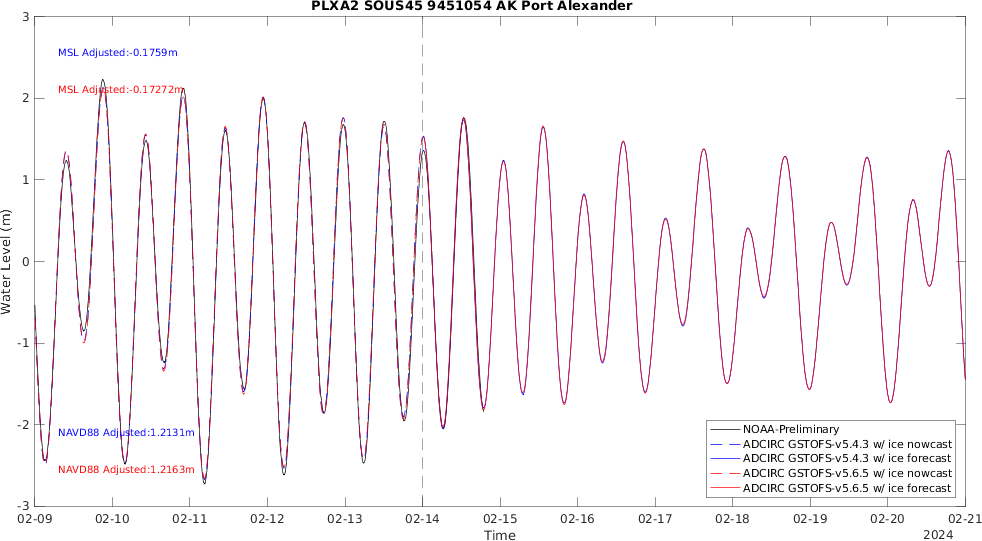 PLXA2 SOUS45 9451054 AK Port Alexander
3
MSL Adjusted:-0.1759m
2
MSL Adjusted:-0.17272m
1
0
Water Level (m)
-1
-2
NAVD88 Adjusted:1.2131m
NAVD88 Adjusted:1.2163m
-3
NOAA-Preliminary
ADCIRC GSTOFS-v5.4.3 w/ ice nowcast
ADCIRC GSTOFS-v5.4.3 w/ ice forecast
ADCIRC GSTOFS-v5.6.5 w/ ice nowcast
ADCIRC GSTOFS-v5.6.5 w/ ice forecast
02-09 02-10 02-11 02-12 02-13 02-14 02-15 02-16 02-17 02-18 02-19 02-20 02-21
Time
2024